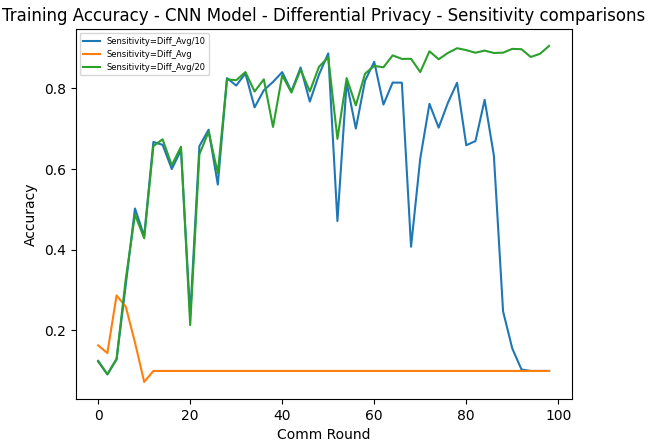 Training Accuracy - CNN Model - Differential Privacy - Sensitivity comparisons
Sensitivity=Diff_Avg/10
Sensitivity=Diff_Avg
Sensitivity=Diff_Avg/20
Accuracy
0.8
0.6
0.4
0.2
0 20 40 60 80 100
Comm Round